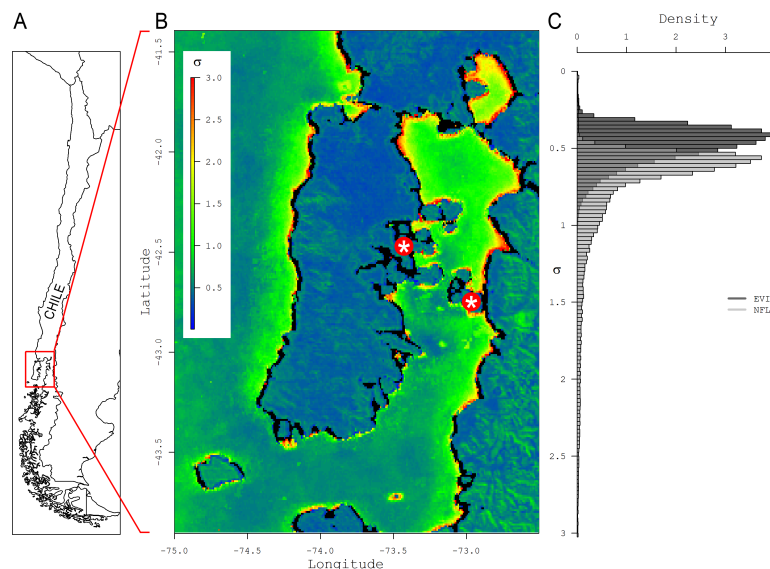 A
B
C
CHILE
σ
3.0
2.5
2.0
1.5
1.0
0.5
* *
-41.5
-42.0
-42.5
-43.0
-43.5
Latitude
-75.0 -74.5 -74.0 -73.5 -73.0
Longitude
Density
0 1 2 3
0
0.5
1
1.5
2
2.5
3
σ
EVI
NFL